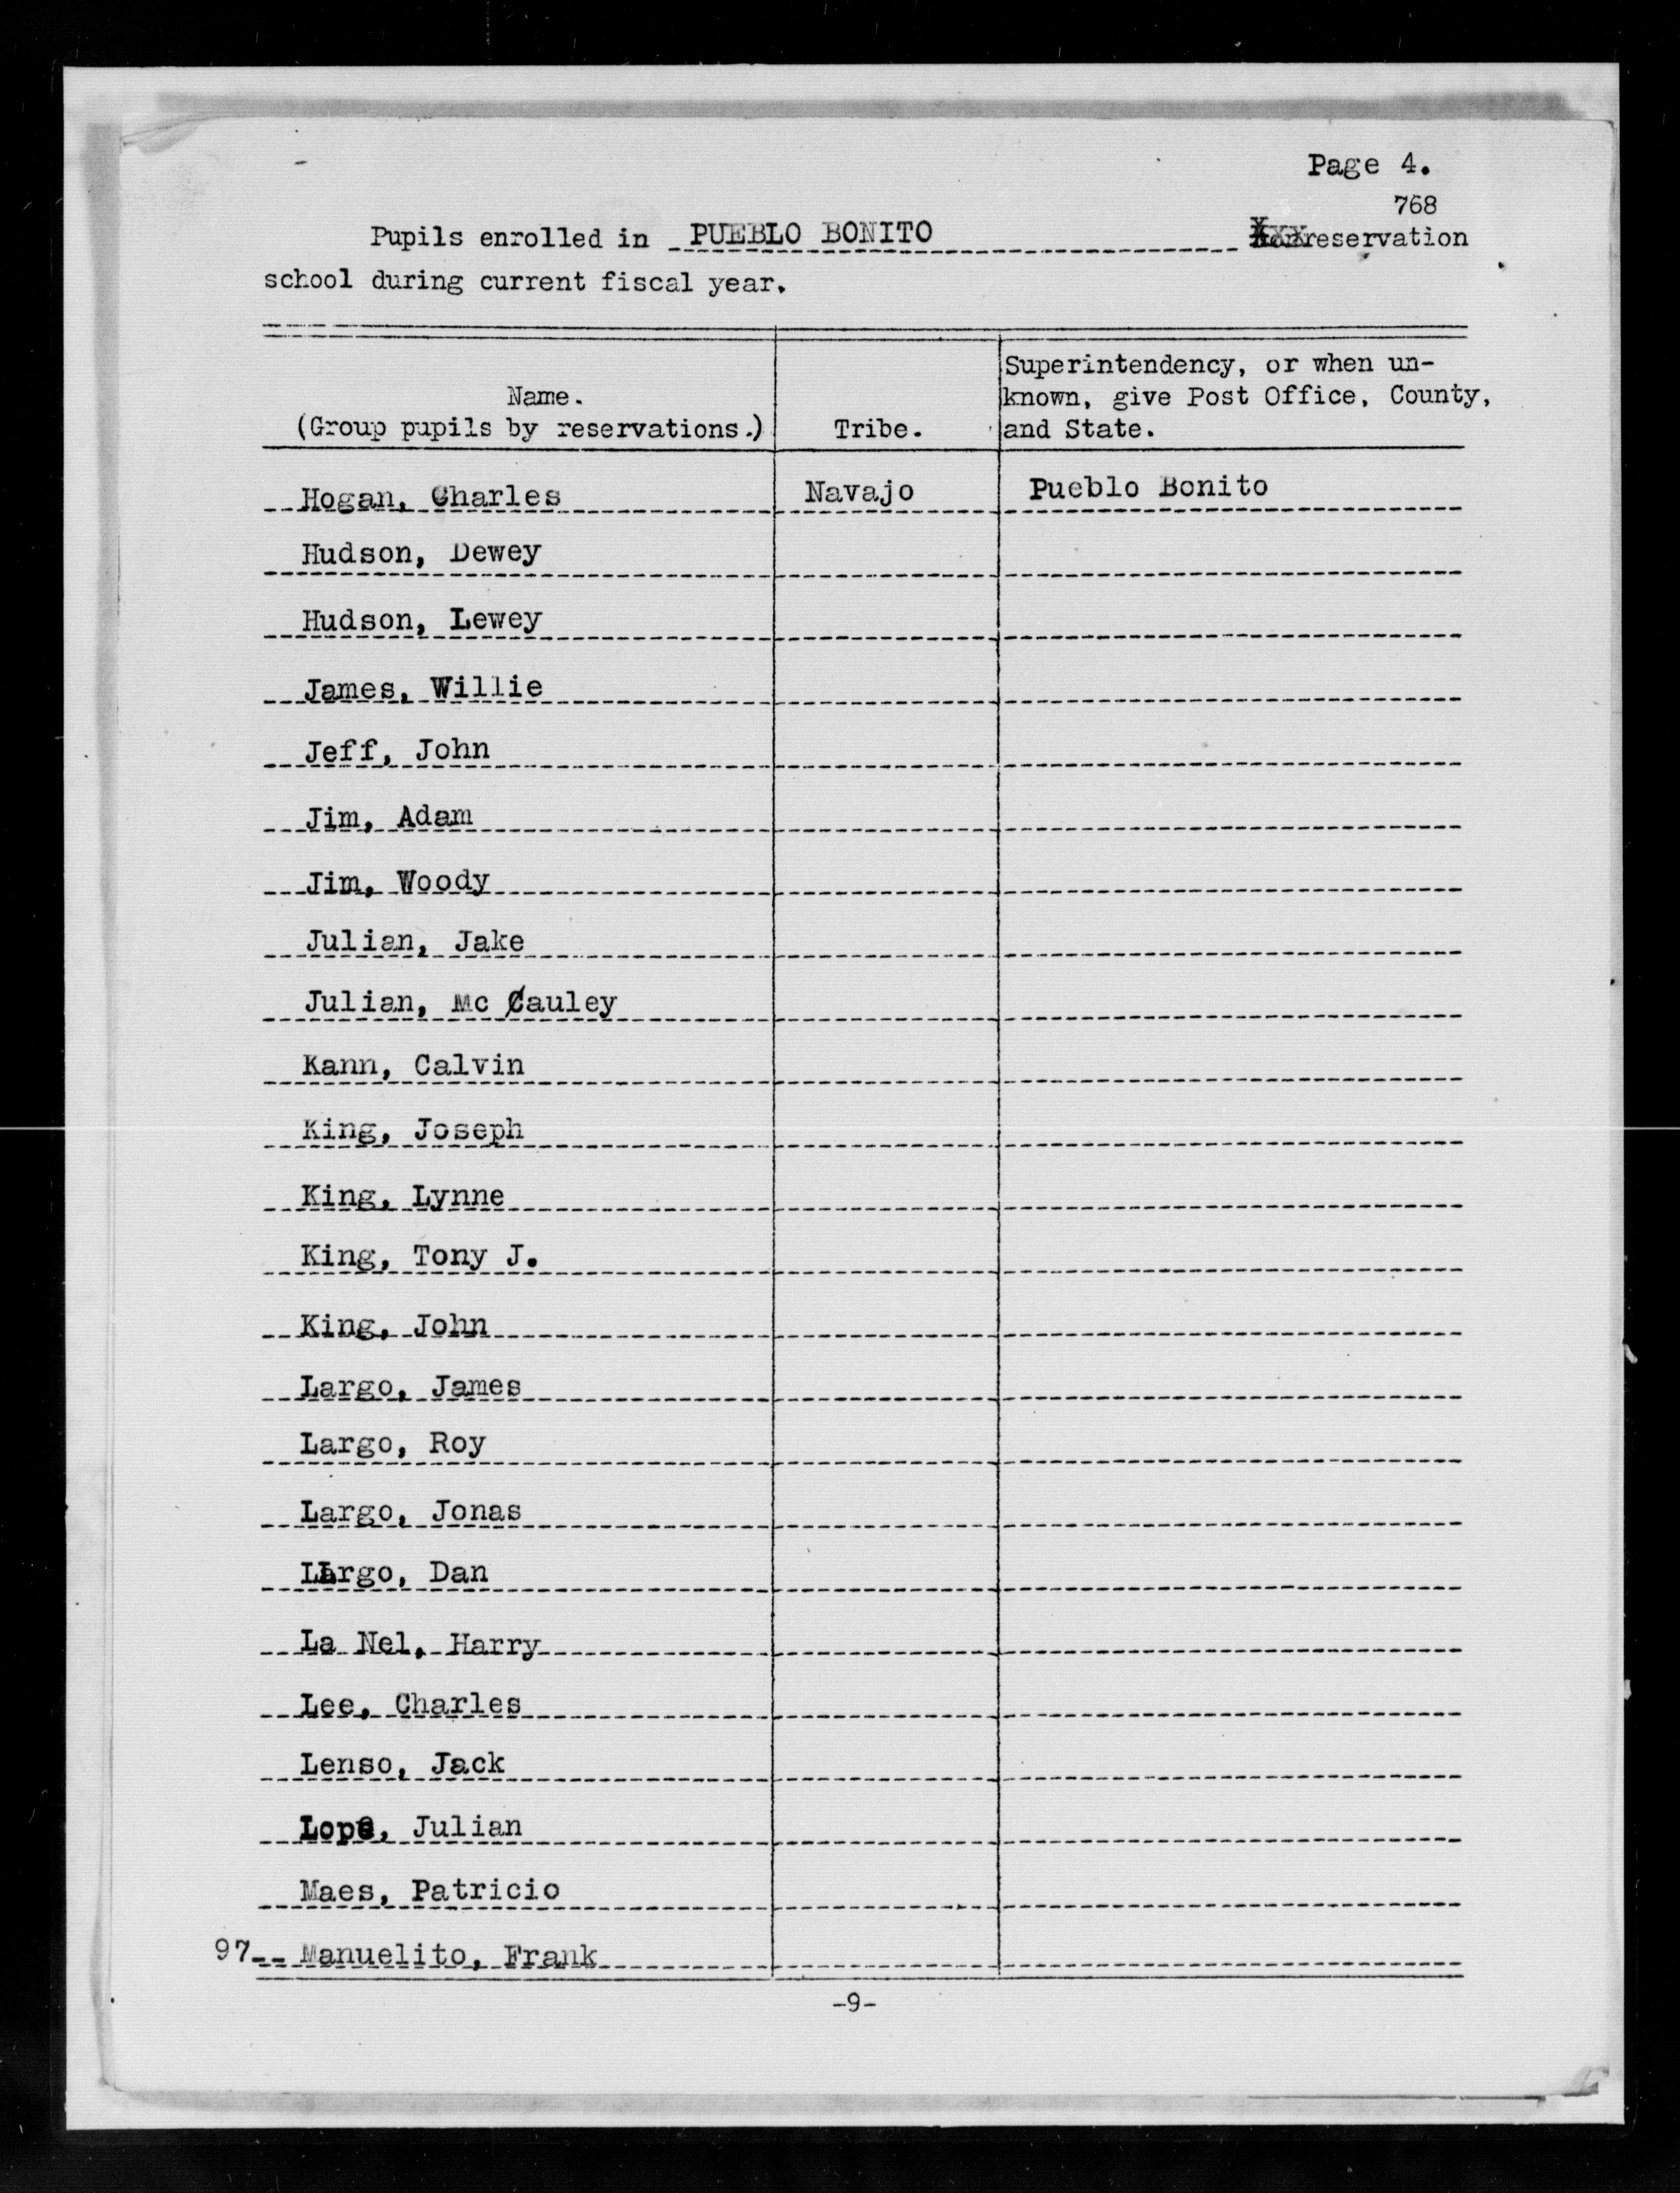 Page 4.
768
Pupils enrolled in PUEBLO BONITO reservation
school during current fiscal year.
Name.
(Group pupils by reservations.)
Tribe.
Superintendency, or when un-
known, give Post Office, County,
and State.
Hogan, Charles Navajo Pueblo Bonito
Hudson, Dewey
Hudson, Lewey
James, Willie
Jeff, John
Jim, Adam
Jim, Woody
Julian, Jake
Julian, Mc Cauley
Kann, Calvin
King, Joseph
King, Lynne
King, Tony J.
King, John
Largo, James
Largo, Roy
Largo, Jonas
Largo, Dan
La Nel, Harry
Lee, Charles
Lenso, Jack
Lope, Julian
Maes, Patricio
97-- Manuelito, Frank
-9-